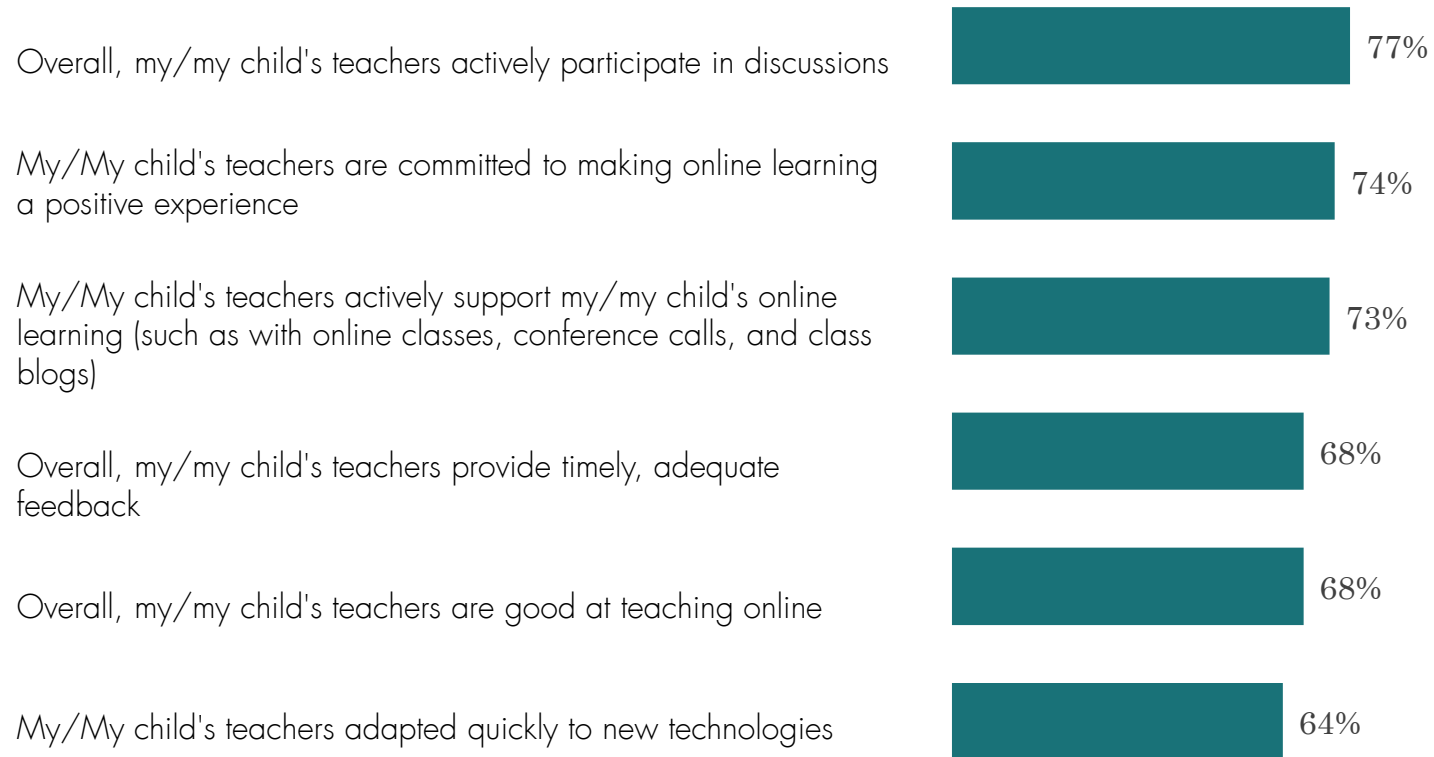 Overall, my/my child's teachers actively participate in discussions
77%
My/My child's teachers are committed to making online learning
a positive experience
74%
My/My child's teachers actively support my/my child's online
learning (such as with online classes, conference calls, and class
blogs)
73%
Overall, my/my child's teachers provide timely, adequate
feedback
68%
Overall, my/my child's teachers are good at teaching online
68%
My/My child's teachers adapted quickly to new technologies
64%